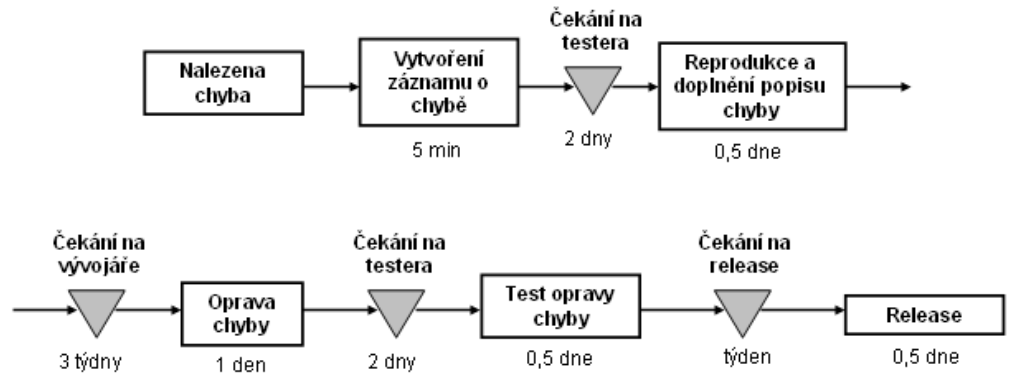 Nalezena
chyba
Vytvoření
záznamu o
chybě
5 min
Čekání na
testera
2 dny
Reprodukce a
doplnění popisu
chyby
0,5 dne
Čekání na
vývojáře
3 týdny
Oprava
chyby
1 den
Čekání na
testera
2 dny
Test opravy
chyby
0,5 dne
Čekání na
release
týden
Release
0,5 dne